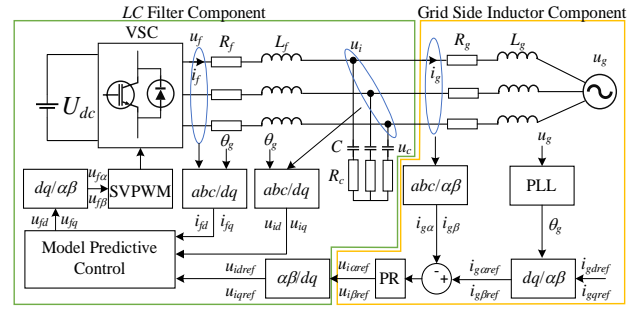 LC Filter Component
Grid Side Inductor Component
VSC
u_f
R_f
L_f
u_i
R_g
L_g
u_g
i_f
i_g
U_dc
θ_g
θ_g
C
u_c
u_g
R_c
dq/αβ
u_fα
u_fβ
SVPWM
abc/dq
abc/dq
abc/αβ
PLL
u_fd
u_fq
i_fd
i_fq
u_id
u_iq
i_gα
i_gβ
θ_g
Model Predictive
Control
u_idref
u_iqref
αβ/dq
u_iαref
u_iβref
PR
-
+
i_gαref
i_gβref
dq/αβ
i_gdref
i_gqref